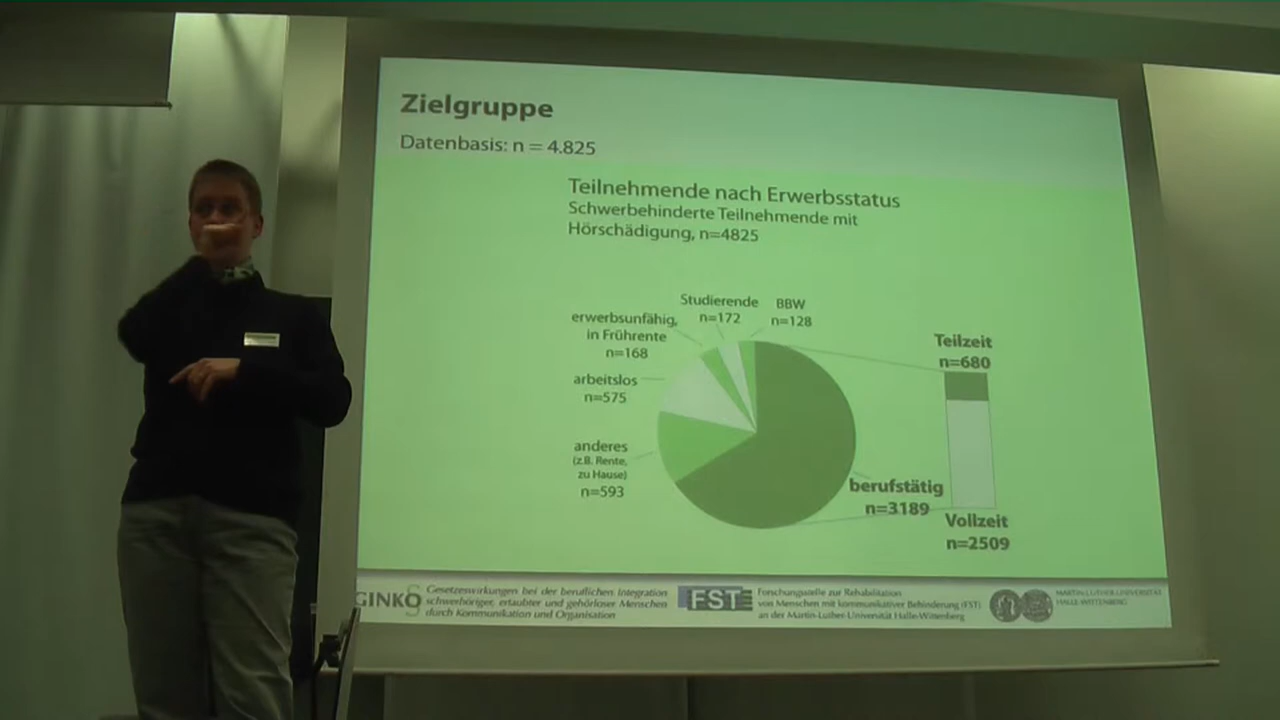 Zielgruppe
Datenbasis: n = 4.825
Teilnehmende nach Erwerbsstatus
Schwerbehinderte Teilnehmende mit
Hörschädigung, n=4825
Studierende
n=172
BBW
n=128
erwerbsunfähig,
in Frührente
n=168
arbeitslos
n=575
anderes
(z.B. Rente,
zu Hause)
n=593
berufstätig
n=3189
Teilzeit
n=680
Vollzeit
n=2509
GINKO
Gesetzeswirkungen bei der beruflichen Integration
schwerhöriger, ertaubter und gehörloser Menschen
durch Kommunikation und Organisation
FST
Forschungsstelle zur Rehabilitation
von Menschen mit kommunikativer Behinderung (FST)
an der Martin-Luther-Universität Halle-Wittenberg
MARTIN-LUTHER-UNIVERSITÄT
HALLE-WITTENBERG